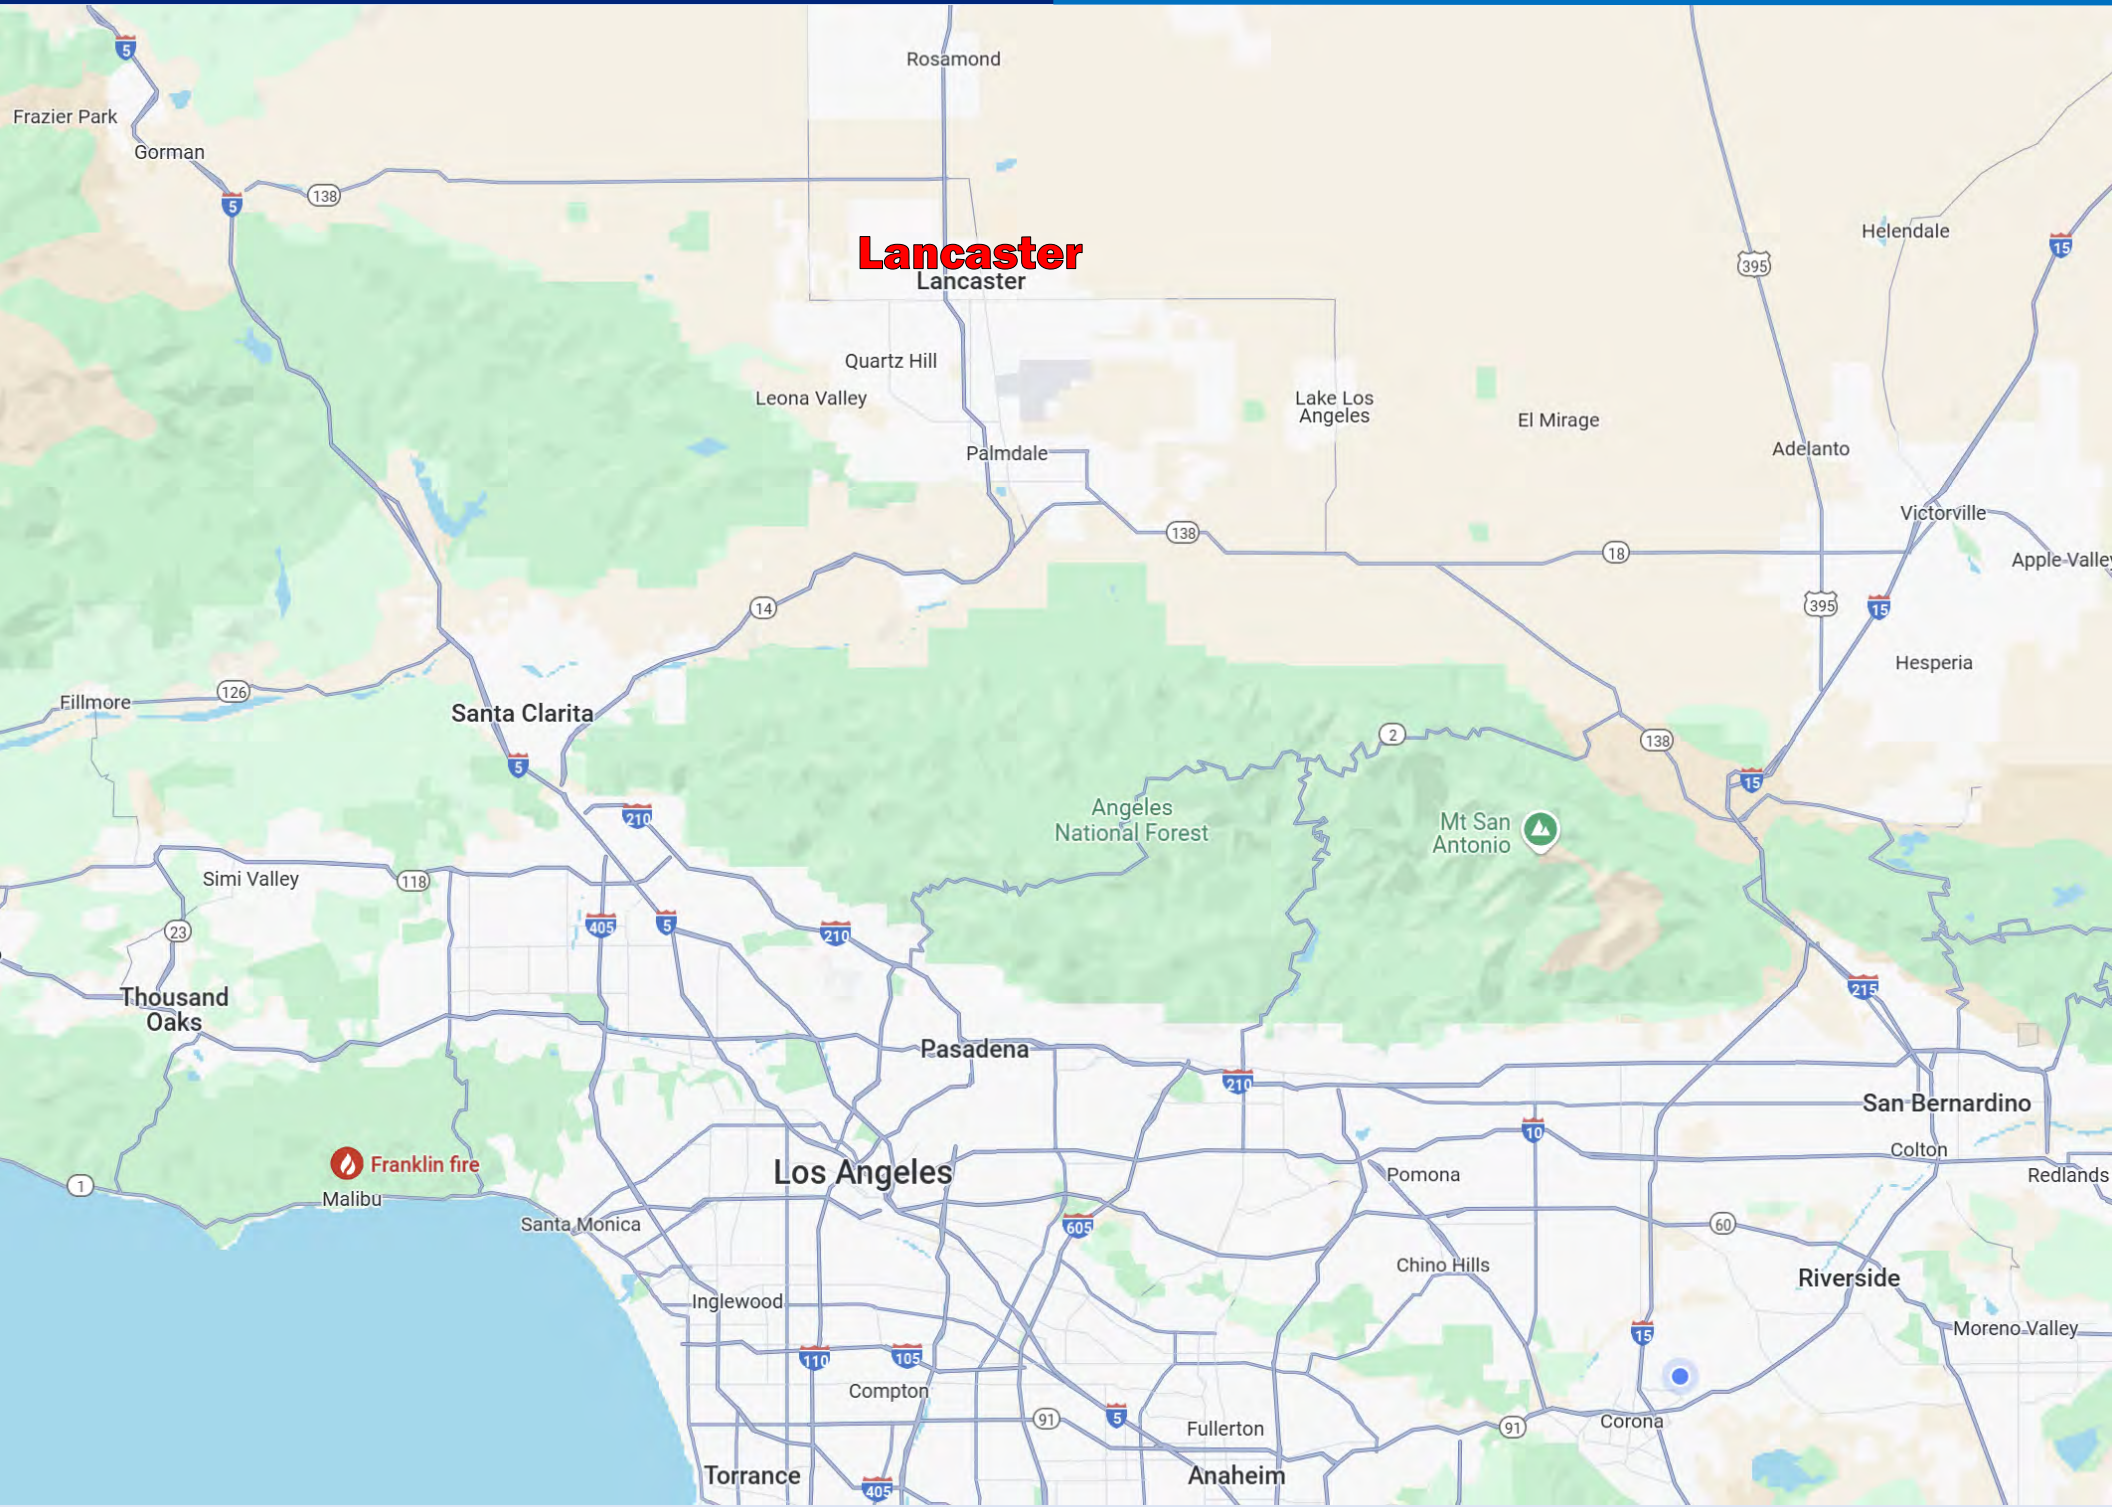 5
Rosamond
Frazier Park
Gorman
138
5
Helendale
15
Lancaster
395
Lancaster
Quartz Hill
Leona Valley
Lake Los
Angeles
El Mirage
Adelanto
Palmdale
Victorville
138
18
Apple Valley
14
395
15
Hesperia
126
Fillmore
Santa Clarita
2
138
5
15
210
Angeles
National Forest
Mt San
Antonio
Simi Valley
118
23
405
5
210
215
Thousand
Oaks
Pasadena
210
San Bernardino
10
Colton
Franklin fire
Los Angeles
Pomona
Redlands
1
Malibu
Santa Monica
605
60
Chino Hills
Riverside
Inglewood
15
Moreno Valley
110
105
Compton
5
91
Fullerton
91
Corona
Torrance
Anaheim
405